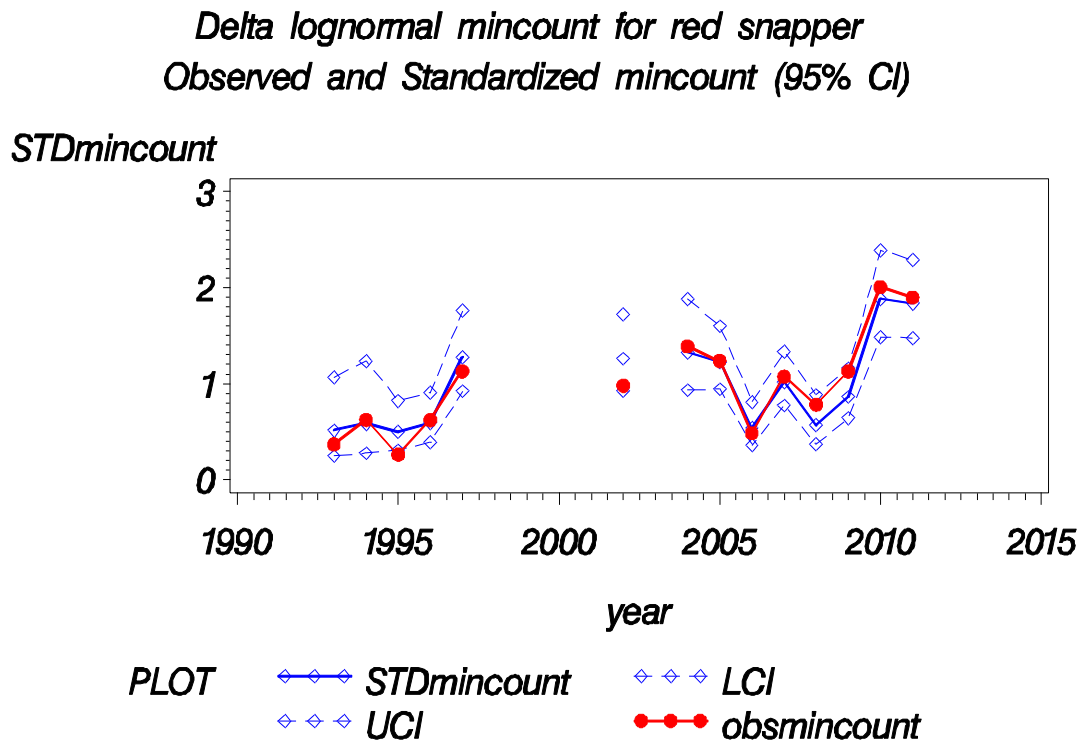 Delta lognormal mincount for red snapper
Observed and Standardized mincount (95% CI)
STDmincount
3
2
1
0
1990 1995 2000 2005 2010 2015
year
PLOT STDmincount LCI
UCI obsmincount